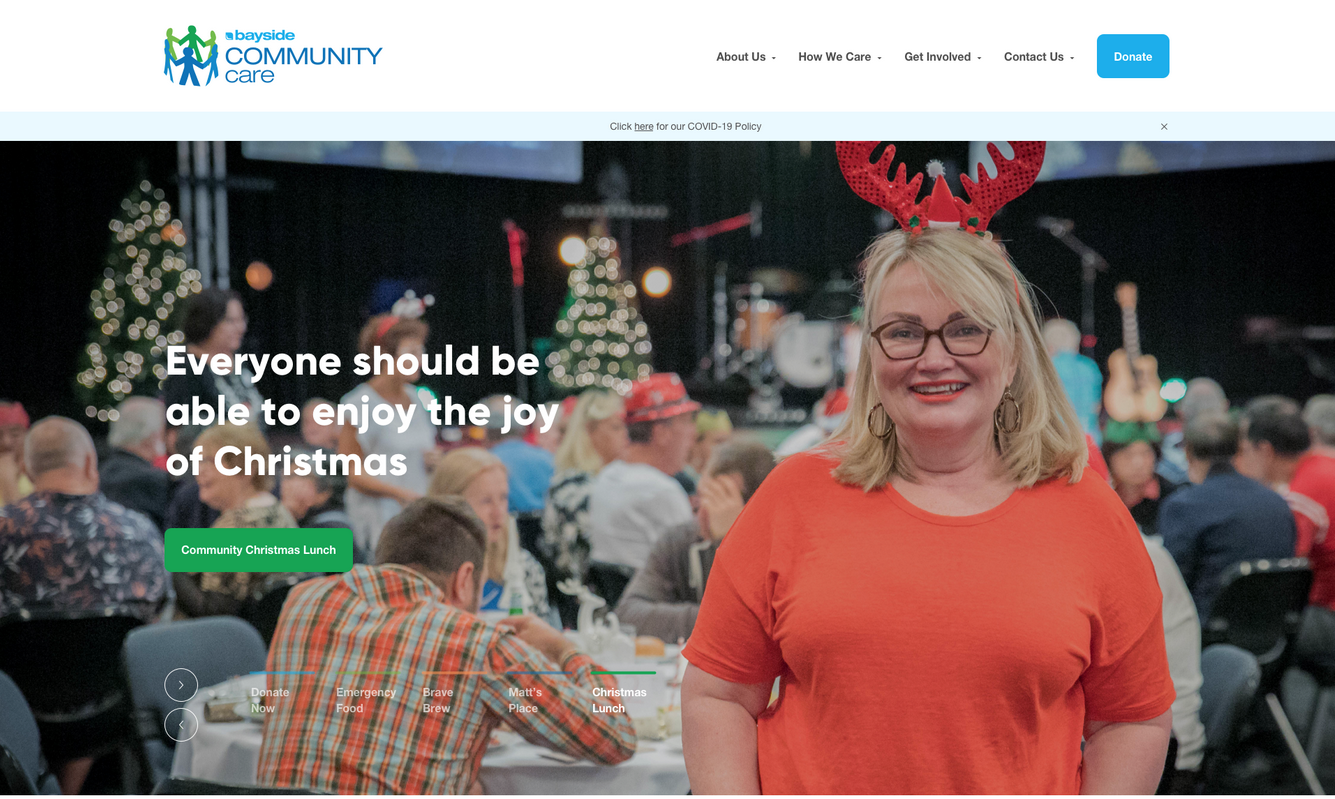 bayside
COMMUNITY
care
About Us
How We Care
Get Involved
Contact Us
Donate
Click here for our COVID-19 Policy
Everyone should be
able to enjoy the joy
of Christmas
Community Christmas Lunch
Donate
Now
Emergency
Food
Brave
Brew
Matt's
Place
Christmas
Lunch